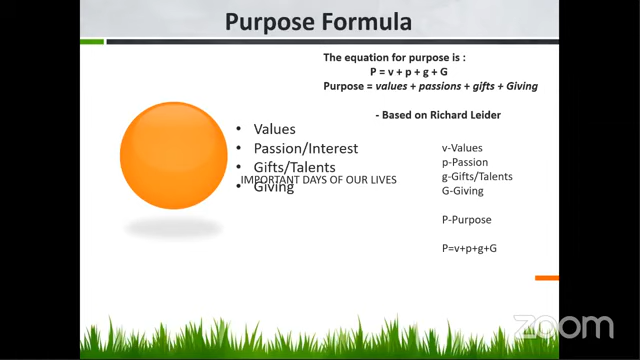 Purpose Formula
The equation for purpose is :
P = v + p + g + G
Purpose = values + passions + gifts + Giving
- Based on Richard Leider
• Values
• Passion/Interest
• Gifts/Talents
IMPORTANT DAYS OF OUR LIVES
• Giving
v-Values
p-Passion
g-Gifts/Talents
G-Giving
P-Purpose
P=v+p+g+G
zoom